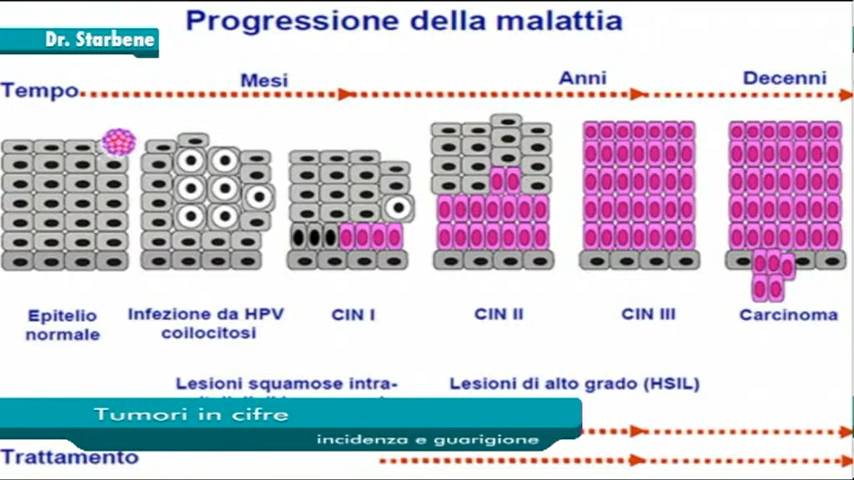 Progressione della malattia
Dr. Starbene
Tempo
Mesi
Anni
Decenni
Epitelio
normale
Infezione da HPV
coilocitosi
CIN I
CIN II
CIN III
Carcinoma
Lesioni squamose intra-
Lesioni di alto grado (HSIL)
Tumori in cifre
incidenza e guarigione
Trattamento